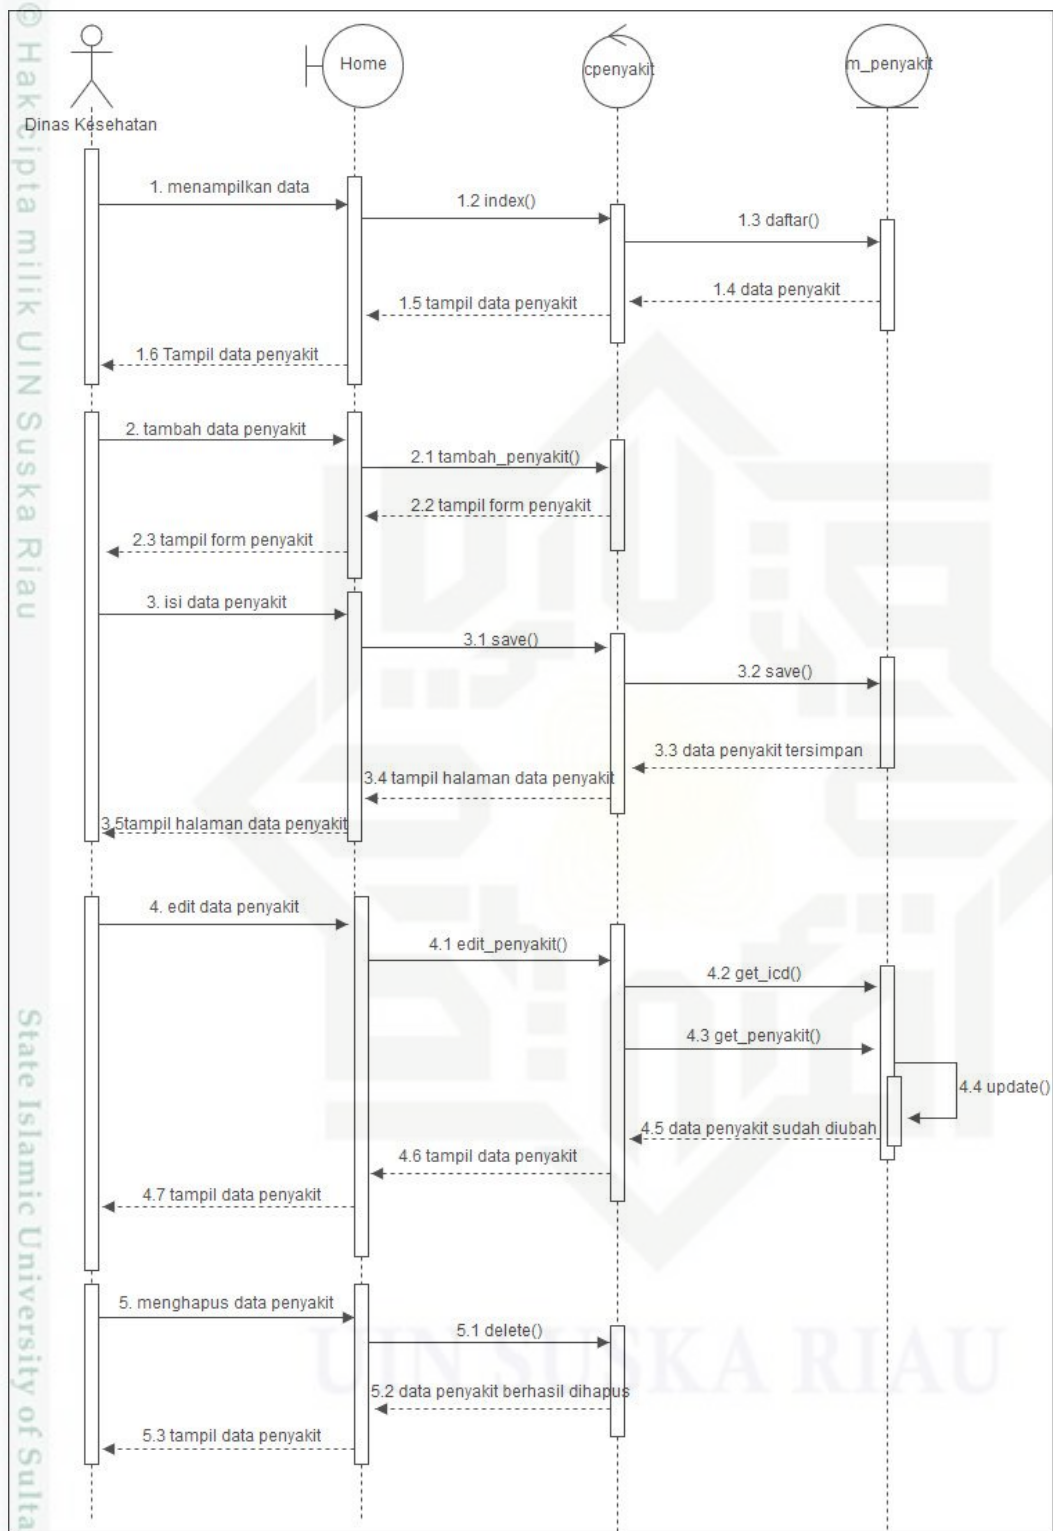 © Hak cipta milik UIN Suska Riau
State Islamic University of Sulta
Dinas Kesehatan
Home
cpenyakit
m_penyakit
1. menampilkan data
1.2 index()
1.3 daftar()
1.4 data penyakit
1.5 tampil data penyakit
1.6 Tampil data penyakit
2. tambah data penyakit
2.1 tambah_penyakit()
2.2 tampil form penyakit
2.3 tampil form penyakit
3. isi data penyakit
3.1 save()
3.2 save()
3.3 data penyakit tersimpan
3.4 tampil halaman data penyakit
3.5tampil halaman data penyakit
4. edit data penyakit
4.1 edit_penyakit()
4.2 get_icd()
4.3 get_penyakit()
4.4 update()
4.5 data penyakit sudah diubah
4.6 tampil data penyakit
4.7 tampil data penyakit
5. menghapus data penyakit
5.1 delete()
5.2 data penyakit berhasil dihapus
5.3 tampil data penyakit
UIN SUSKA RIAU